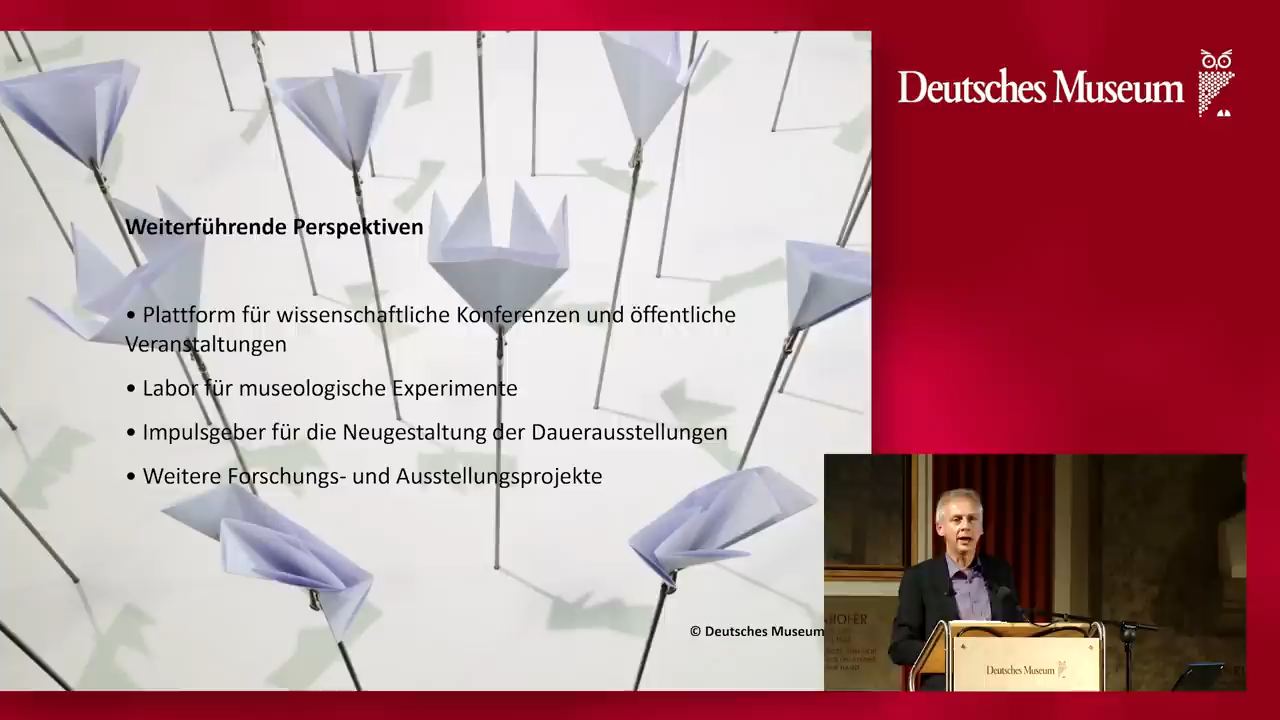 Deutsches Museum
Weiterführende Perspektiven
• Plattform für wissenschaftliche Konferenzen und öffentliche
Veranstaltungen
• Labor für museologische Experimente
• Impulsgeber für die Neugestaltung der Dauerausstellungen
• Weitere Forschungs- und Ausstellungsprojekte
© Deutsches Museum
Deutsches Museum